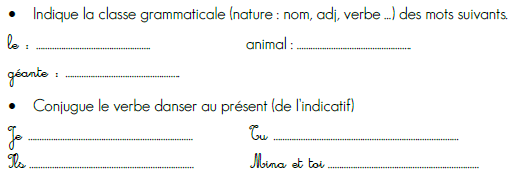 • Indique la classe grammaticale (nature : nom, adj, verbe ...) des mots suivants.
le : ........................................ animal : ........................................
géante : ........................................
• Conjugue le verbe danser au présent (de l'indicatif)
Je ........................................ Tu ........................................
Ils ........................................ Mina et toi ........................................